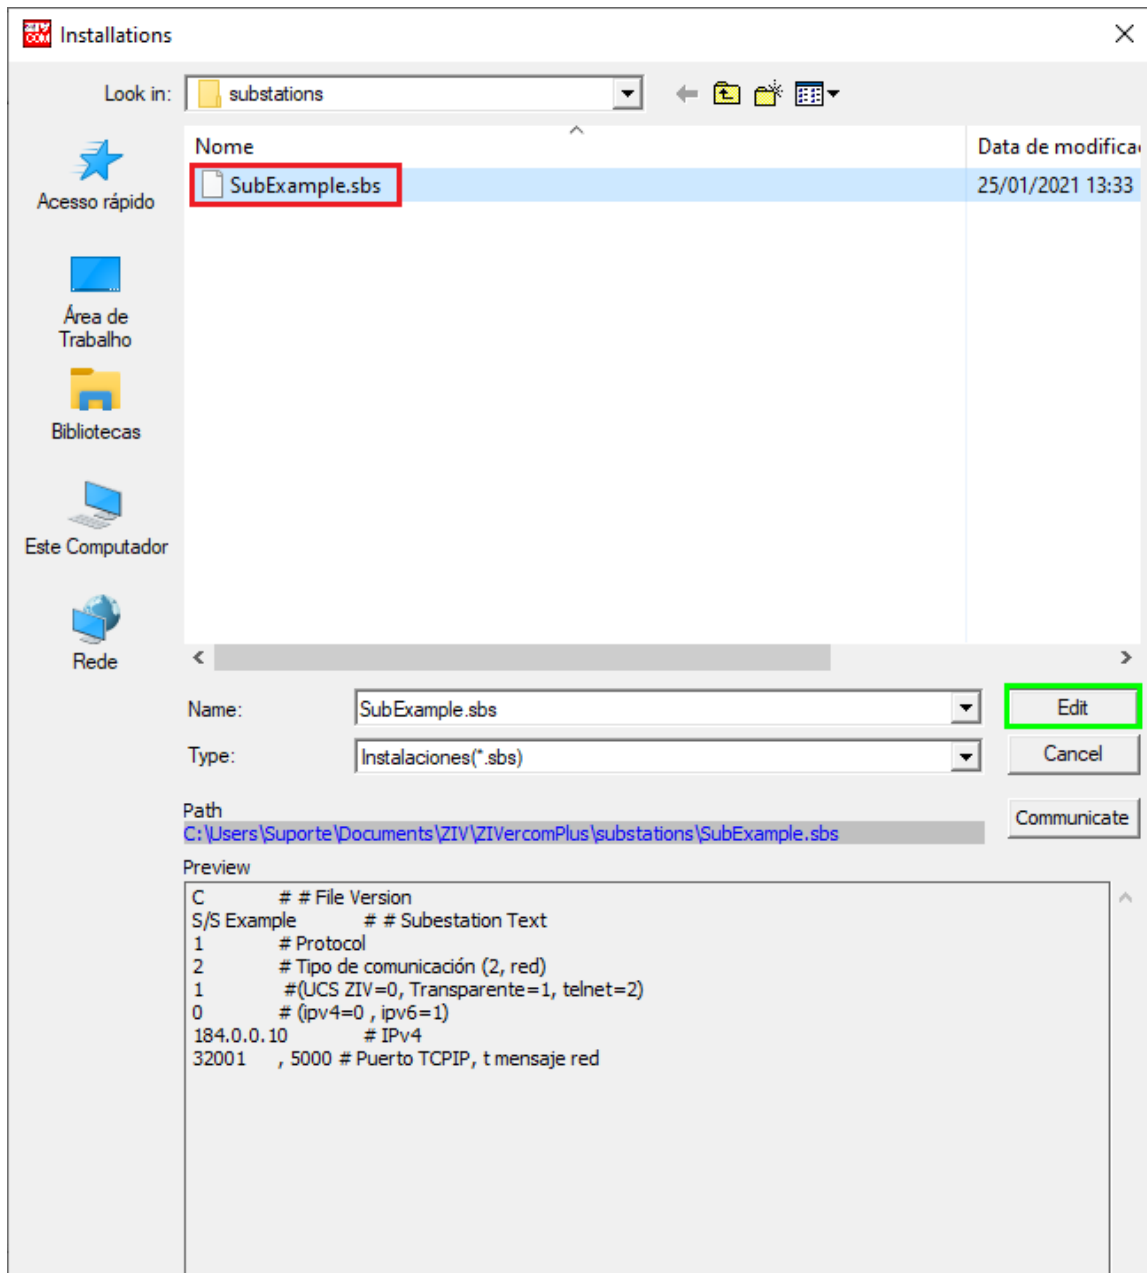 ZIV
COM
Installations
Look in:
substations
Nome
Data de modifica
SubExample.sbs
25/01/2021 13:33
Acesso rápido
Área de
Trabalho
Bibliotecas
Este Computador
Rede
Name:
SubExample.sbs
Edit
Type:
Instalaciones(*.sbs)
Cancel
Path
C:\Users\Suporte\Documents\ZIV\ZIVercomPlus\substations\SubExample.sbs
Communicate
Preview
C # # File Version
S/S Example # # Subestation Text
1 # Protocol
2 # Tipo de comunicación (2, red)
1 #(UCS ZIV=0, Transparente=1, telnet=2)
0 # (ipv4=0 , ipv6=1)
184.0.0.10 # IPv4
32001 , 5000 # Puerto TCPIP, t mensaje red